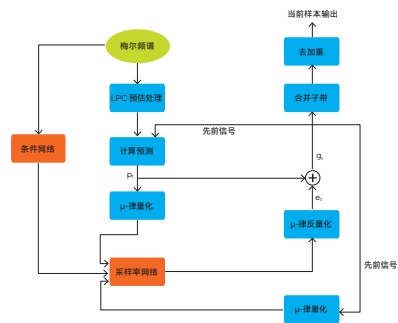 当前样本输出
梅尔频谱
去加重
LPC 预估处理
合并子带
先前信号
条件网络
计算预测
gₜ
pₜ
eₜ
μ-律量化
μ-律反量化
采样率网络
先前信号
μ-律量化